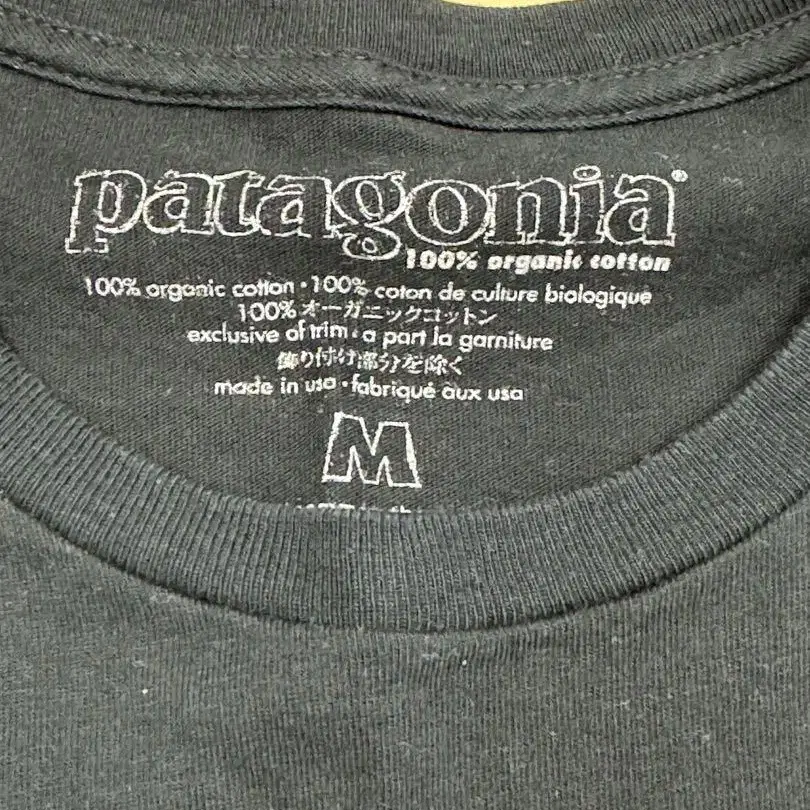 patagonia®
100% organic cotton
100% organic cotton • 100% coton de culture biologique
100% オーガニックコットン
exclusive of trim • a part la garniture
飾り付け部分を除く
made in usa • fabriqué aux usa
M